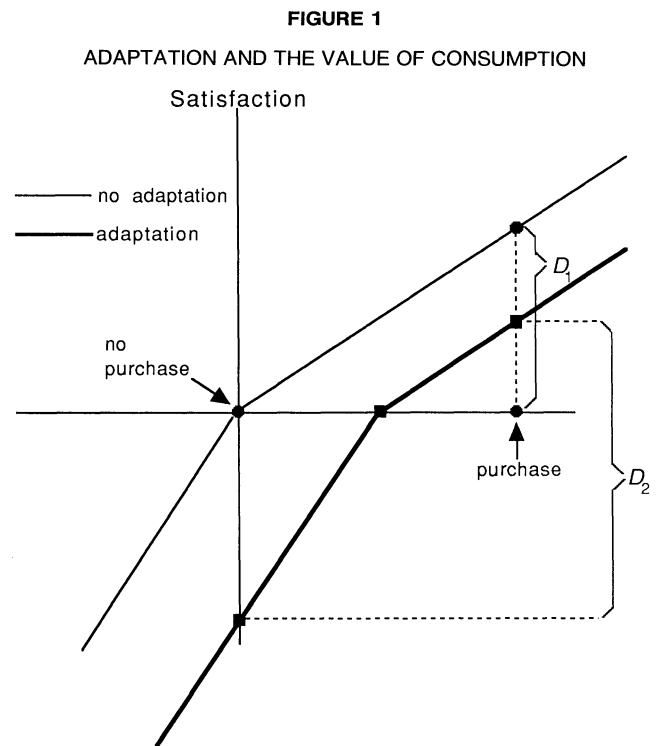 FIGURE 1
ADAPTATION AND THE VALUE OF CONSUMPTION
Satisfaction
no adaptation
adaptation
D1
no
purchase
purchase
D2